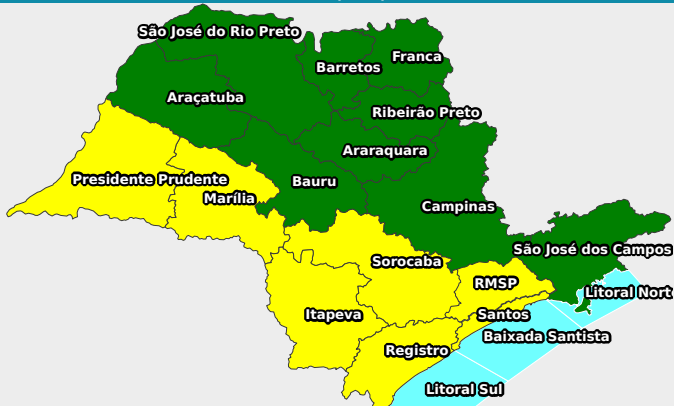 São José do Rio Preto
Franca
Barretos
Araçatuba
Ribeirão Preto
Araraquara
Presidente Prudente
Bauru
Marília
Campinas
São José dos Campos
Sorocaba
RMSP
Litoral Nort
Itapeva
Santos
Baixada Santista
Registro
Litoral Sul